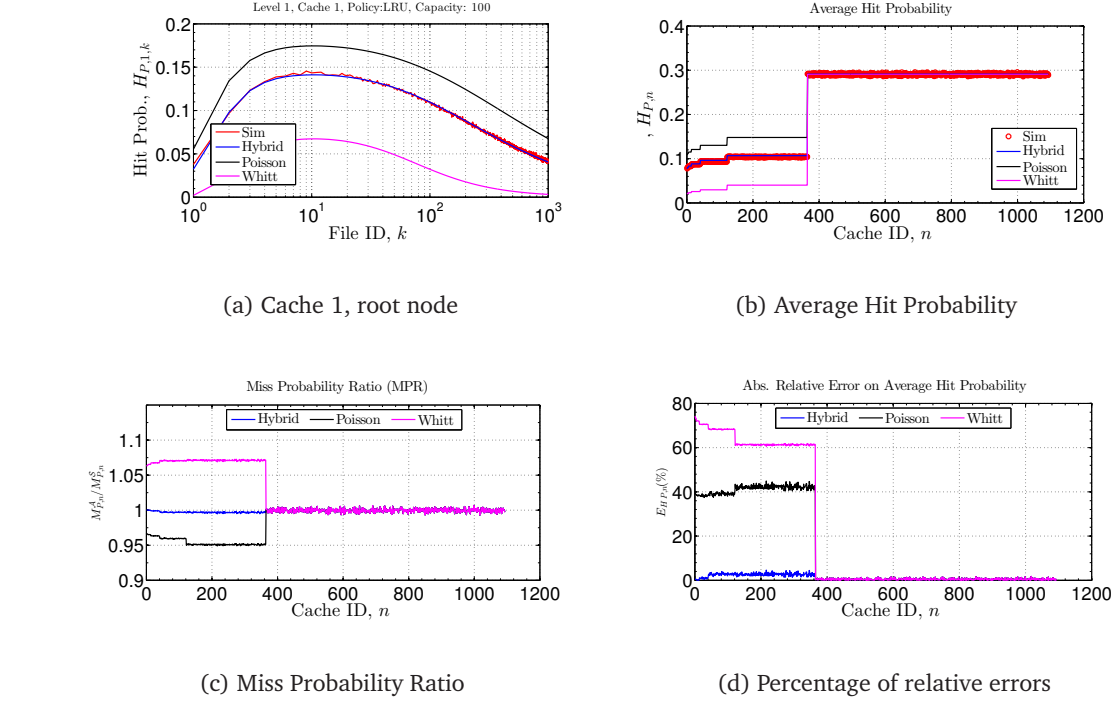 Level 1, Cache 1, Policy:LRU, Capacity: 100
Hit Prob., H_{P,1,k}
0.2
0.15
0.1
0.05
0
Sim
Hybrid
Poisson
Whitt
10^0
10^1
10^2
10^3
File ID, k
(a) Cache 1, root node
Average Hit Probability
, H_{P,n}
0.4
0.3
0.2
0.1
0
Sim
Hybrid
Poisson
Whitt
0
200
400
600
800
1000
1200
Cache ID, n
(b) Average Hit Probability
Miss Probability Ratio (MPR)
Hybrid
Poisson
Whitt
M^A_{P,n}/M^S_{P,n}
1.1
1.05
1
0.95
0.9
0
200
400
600
800
1000
1200
Cache ID, n
(c) Miss Probability Ratio
Abs. Relative Error on Average Hit Probability
Hybrid
Poisson
Whitt
E_{HP,n}(%)
80
60
40
20
0
0
200
400
600
800
1000
1200
Cache ID, n
(d) Percentage of relative errors